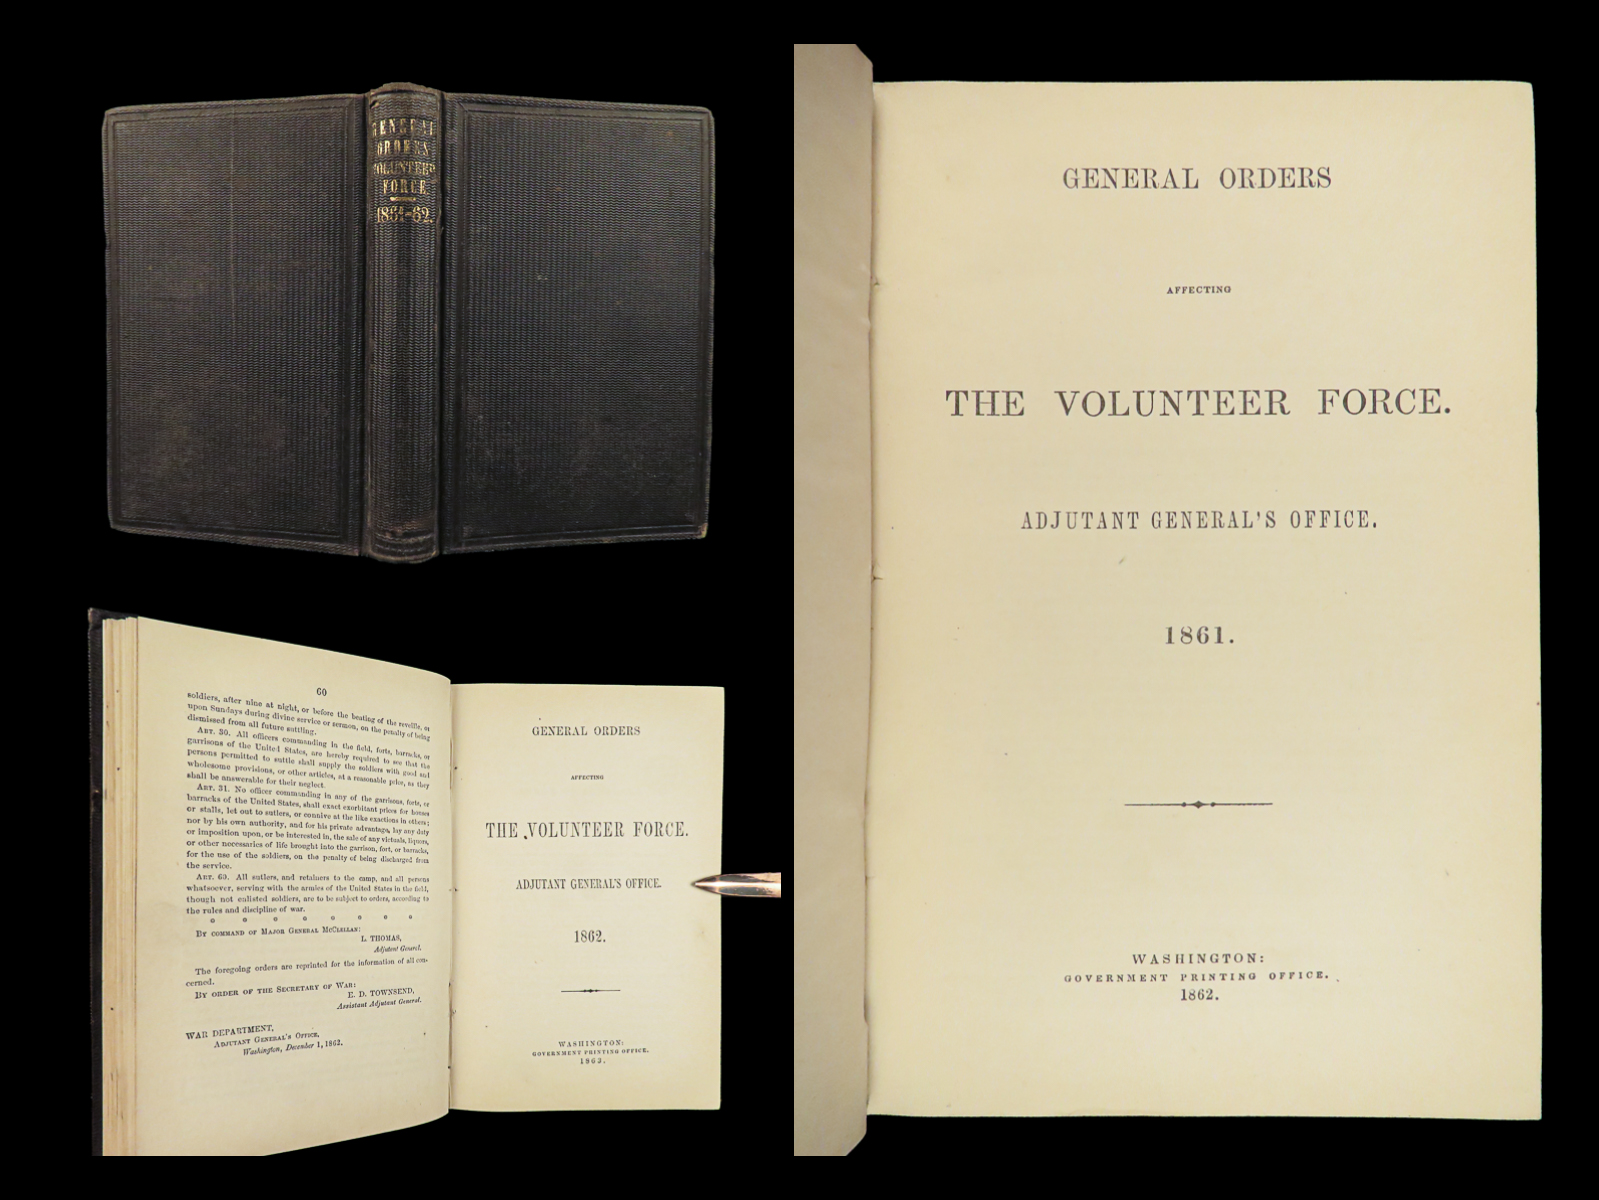 GENERAL
ORDERS
VOLUNTEER
FORCE
1861-62.
60
soldiers, after nine at night, or before the beating of the reveille, or
upon Sundays during divine service or sermon, on the penalty of being
dismissed from all future suttling.
ART. 30. All officers commanding in the field, forts, barracks, or
garrisons of the United States, are hereby required to see that the
persons permitted to suttle shall supply the soldiers with good and
wholesome provisions, or other articles, at a reasonable price, as they
shall be answerable for their neglect.
ART. 31. No officer commanding in any of the garrisons, forts, or
barracks of the United States, shall exact exorbitant prices for houses
or stalls, let out to sutlers, or connive at the like exactions in others;
nor by his own authority, and for his private advantage, lay any duty
or imposition upon, or be interested in, the sale of any victuals, liquors,
or other necessaries of life brought into the garrison, fort, or barracks,
for the use of the soldiers, on the penalty of being discharged from
the service.
ART. 60. All sutlers, and retainers to the camp, and all persons
whatsoever, serving with the armies of the United States in the field,
though not enlisted soldiers, are to be subject to orders, according to
the rules and discipline of war.
BY COMMAND OF MAJOR GENERAL MCCLELLAN:
L. THOMAS,
Adjutant General.
The foregoing orders are reprinted for the information of all con-
cerned.
BY ORDER OF THE SECRETARY OF WAR:
E. D. TOWNSEND,
Assistant Adjutant General.
WAR DEPARTMENT,
ADJUTANT GENERAL'S OFFICE,
Washington, December 1, 1862.
GENERAL ORDERS
AFFECTING
THE VOLUNTEER FORCE.
ADJUTANT GENERAL'S OFFICE.
1862.
WASHINGTON:
GOVERNMENT PRINTING OFFICE.
1863.
GENERAL ORDERS
AFFECTING
THE VOLUNTEER FORCE.
ADJUTANT GENERAL'S OFFICE.
1861.
WASHINGTON:
GOVERNMENT PRINTING OFFICE.
1862.